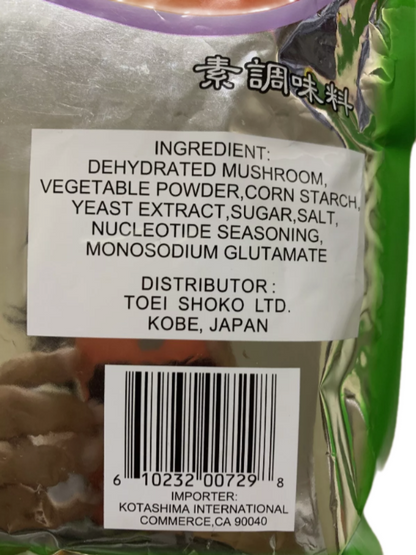 素調味料
INGREDIENT:
DEHYDRATED MUSHROOM,
VEGETABLE POWDER,CORN STARCH,
YEAST EXTRACT,SUGAR,SALT,
NUCLEOTIDE SEASONING,
MONOSODIUM GLUTAMATE
DISTRIBUTOR:
TOEI SHOKO LTD.
KOBE, JAPAN
6 10232 00729 8
IMPORTER:
KOTASHIMA INTERNATIONAL
COMMERCE,CA 90040